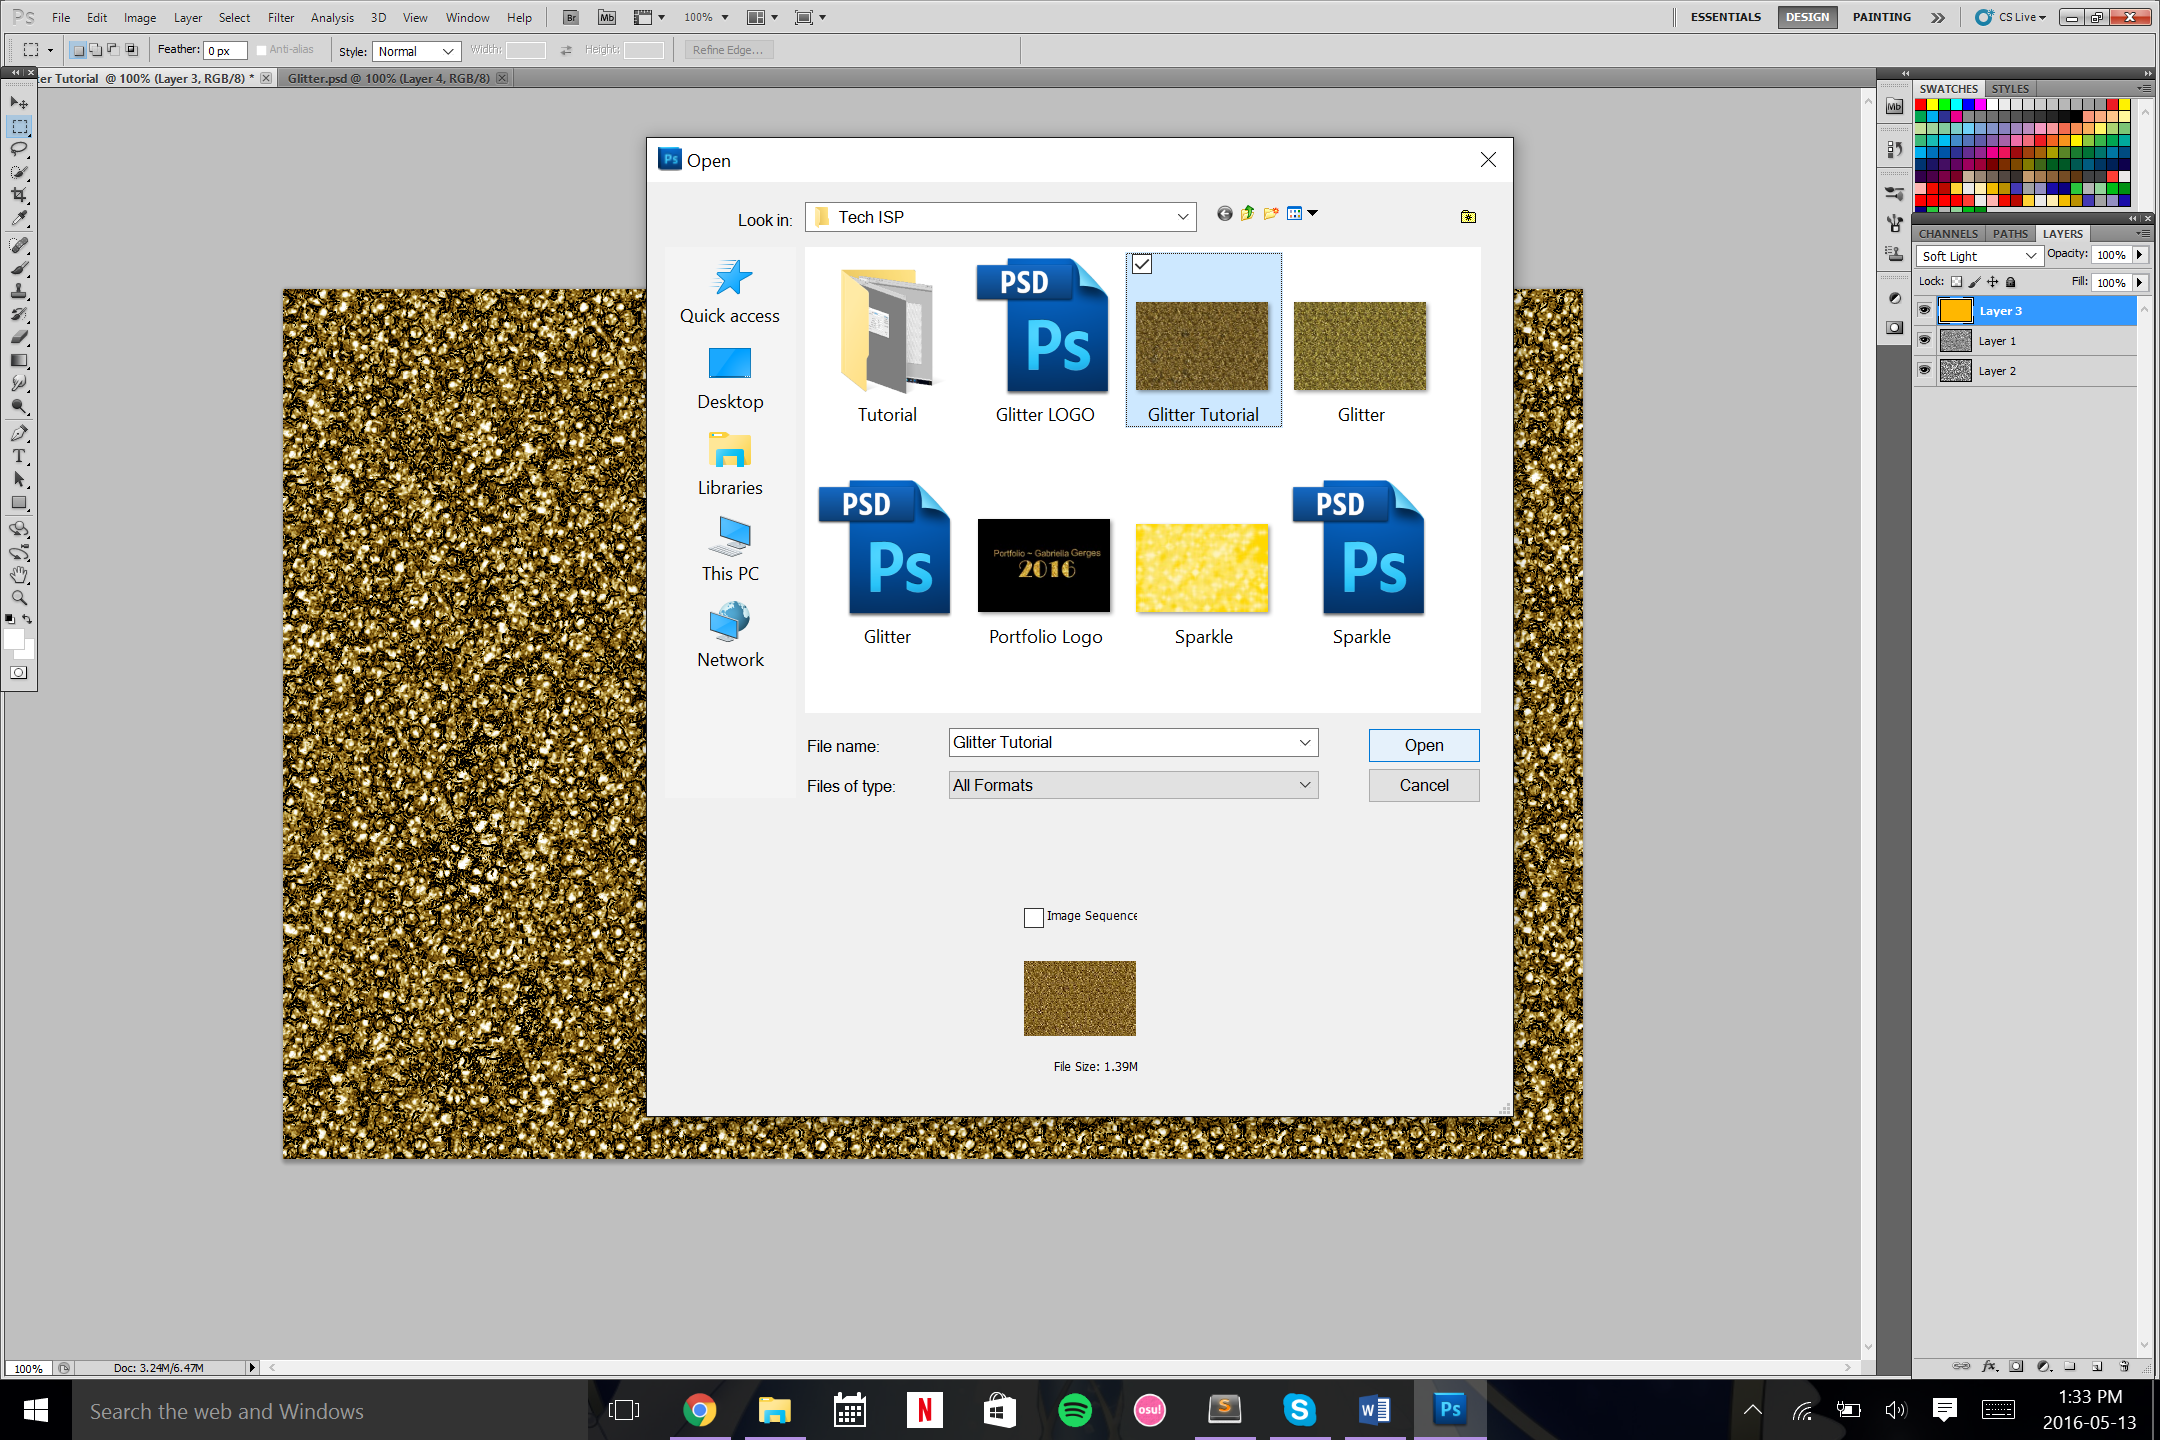 Ps File Edit Image Layer Select Filter Analysis 3D View Window Help Br Mb 100% ESSENTIALS DESIGN PAINTING CS Live
Feather: 0 px Anti-alias Style: Normal Width: Height: Refine Edge...
ter Tutorial @ 100% (Layer 3, RGB/8) * Glitter.psd @ 100% (Layer 4, RGB/8)
SWATCHES STYLES
Mb
CHANNELS PATHS LAYERS
Soft Light Opacity: 100%
Lock: Fill: 100%
Layer 3
Layer 1
Layer 2
T
Ps Open
Look in: Tech ISP
Quick access
Desktop
Libraries
This PC
Network
PSD
Ps
Tutorial Glitter LOGO Glitter Tutorial Glitter
PSD PSD
Portfolio ~ Gabriella Gerges
2016
Ps Ps
Glitter Portfolio Logo Sparkle Sparkle
File name: Glitter Tutorial Open
Files of type: All Formats Cancel
Image Sequence
File Size: 1.39M
100% Doc: 3.24M/6.47M
fx
Search the web and Windows
N osu! S S W Ps
1:33 PM
2016-05-13